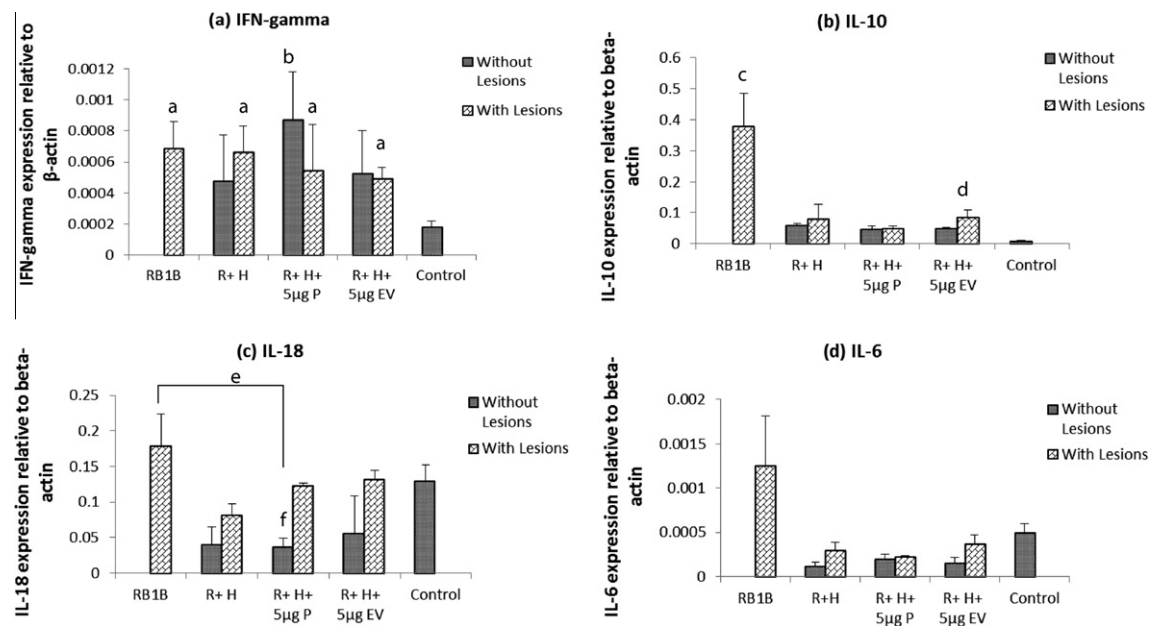 (a) IFN-gamma
IFN-gamma expression relative to
β-actin
0.0012
0.001
0.0008
0.0006
0.0004
0.0002
0
a
a
b
a
a
RB1B
R+ H
R+ H+
5μg P
R+ H+
5μg EV
Control
Without
Lesions
With Lesions
(b) IL-10
IL-10 expression relative to beta-
actin
0.6
0.5
0.4
0.3
0.2
0.1
0
c
d
RB1B
R+ H
R+ H+
5μg P
R+ H+
5μg EV
Control
Without
Lesions
With Lesions
(c) IL-18
IL-18 expression relative to beta-
actin
0.25
0.2
0.15
0.1
0.05
0
e
f
RB1B
R+ H
R+ H+
5μg P
R+ H+
5μg EV
Control
Without
Lesions
With Lesions
(d) IL-6
IL-6 expression relative to beta-
actin
0.002
0.0015
0.001
0.0005
0
RB1B
R+H
R+ H+
5μg P
R+ H+
5μg EV
Control
Without
Lesions
With Lesions